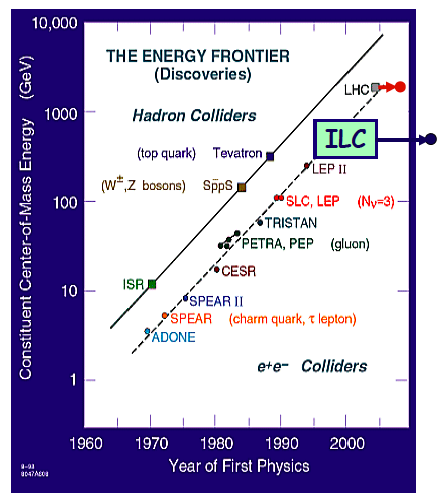 THE ENERGY FRONTIER
(Discoveries)
Hadron Colliders
LHC
ILC
(top quark) Tevatron
LEP II
(W±,Z bosons) Sp̄pS
SLC, LEP (Nν=3)
TRISTAN
PETRA, PEP (gluon)
CESR
ISR
SPEAR II
SPEAR (charm quark, τ lepton)
ADONE
e+e− Colliders
Constituent Center-of-Mass Energy (GeV)
10,000
1000
100
10
1
1960 1970 1980 1990 2000
Year of First Physics